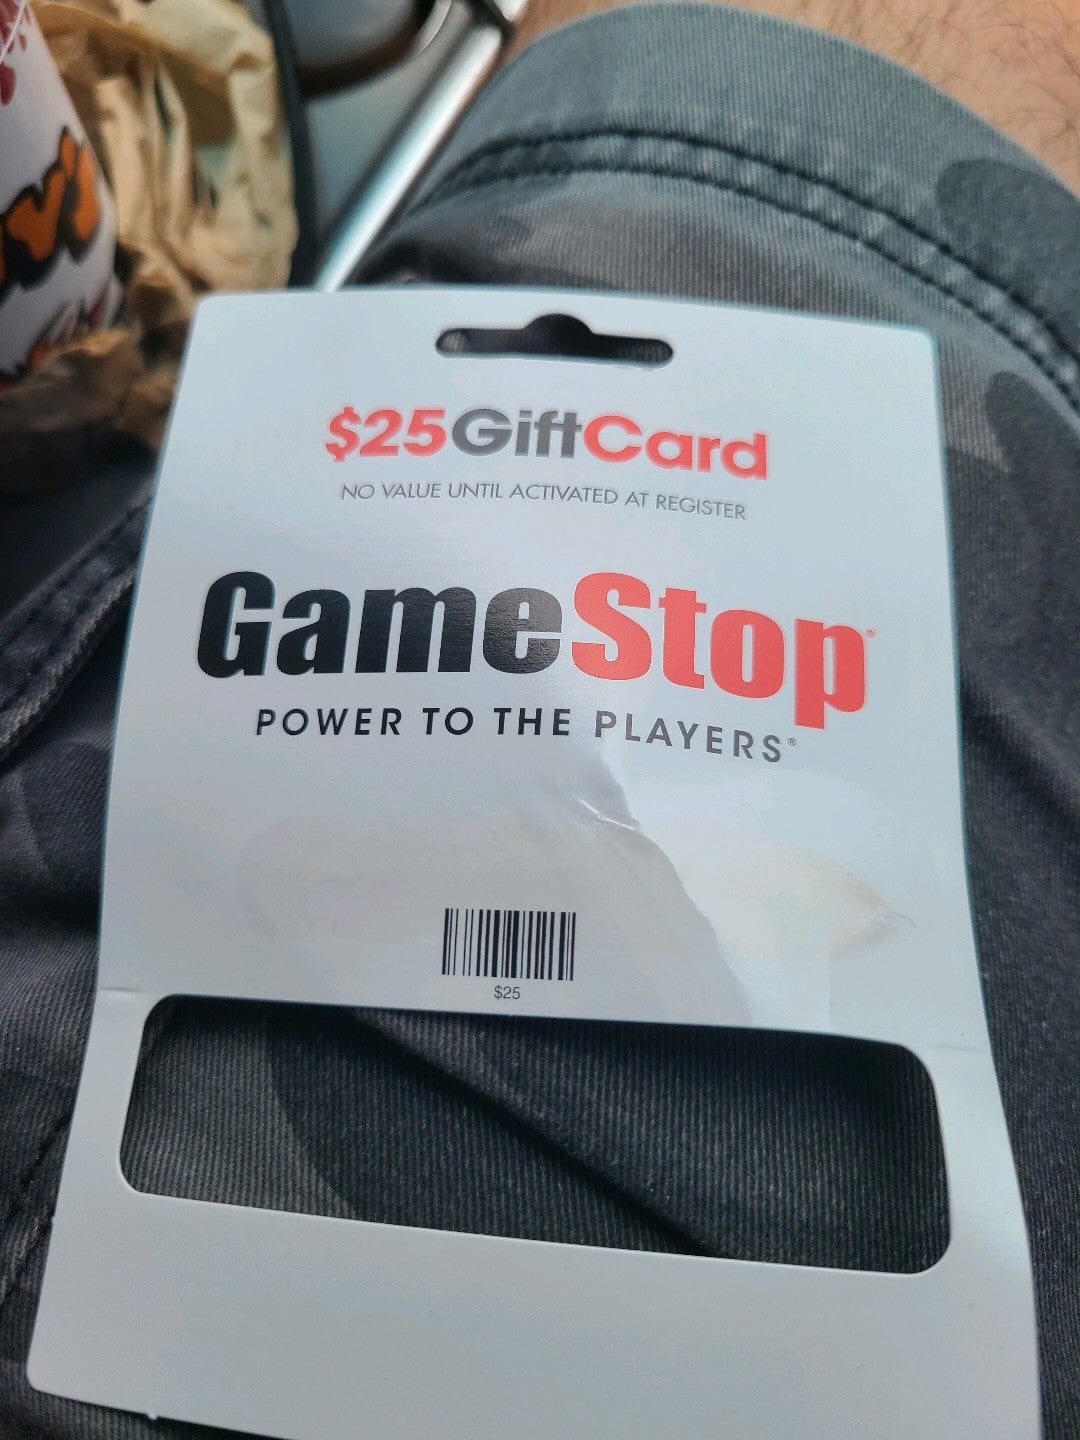 $25GiftCard
NO VALUE UNTIL ACTIVATED AT REGISTER
GameStop®
POWER TO THE PLAYERS®
$25